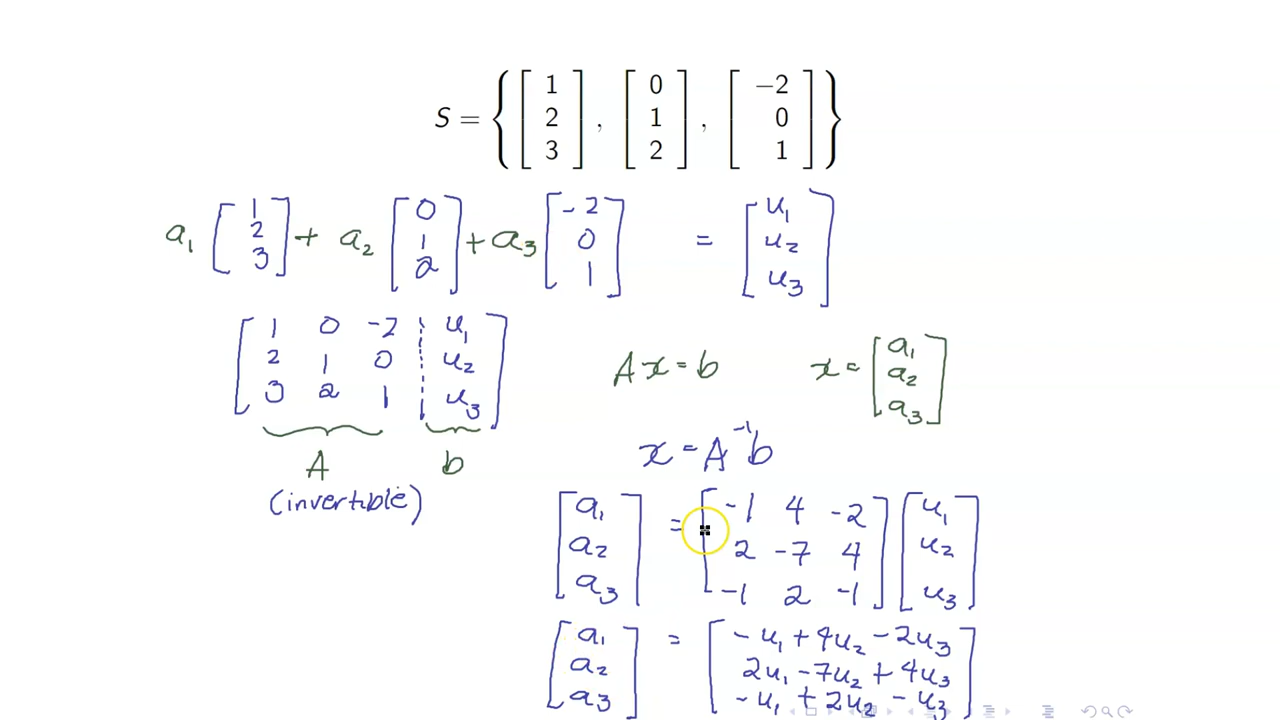 S = { [ 1 2 3 ] , [ 0 1 2 ] , [ −2 0 1 ] }
a₁ [ 1 2 3 ] + a₂ [ 0 1 2 ] + a₃ [ -2 0 1 ] = [ u₁ u₂ u₃ ]
[ 1 0 -2 ¦ u₁
2 1 0 ¦ u₂
3 2 1 ¦ u₃ ]
A b
(invertible)
Ax = b x = [ a₁ a₂ a₃ ]
x = A⁻¹b
[ a₁ a₂ a₃ ] = [ -1 4 -2
2 -7 4
-1 2 -1 ] [ u₁ u₂ u₃ ]
[ a₁ a₂ a₃ ] = [ -u₁ + 4u₂ - 2u₃
2u₁ - 7u₂ + 4u₃
-u₁ + 2u₂ - u₃ ]